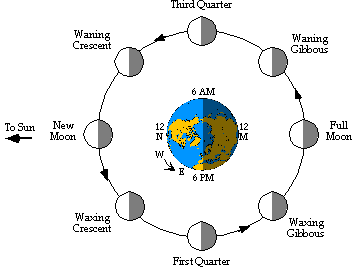 Third Quarter
Waning
Crescent
Waning
Gibbous
6 AM
To Sun
New
Moon
12
N
12
M
Full
Moon
W
E
6 PM
Waxing
Crescent
Waxing
Gibbous
First Quarter